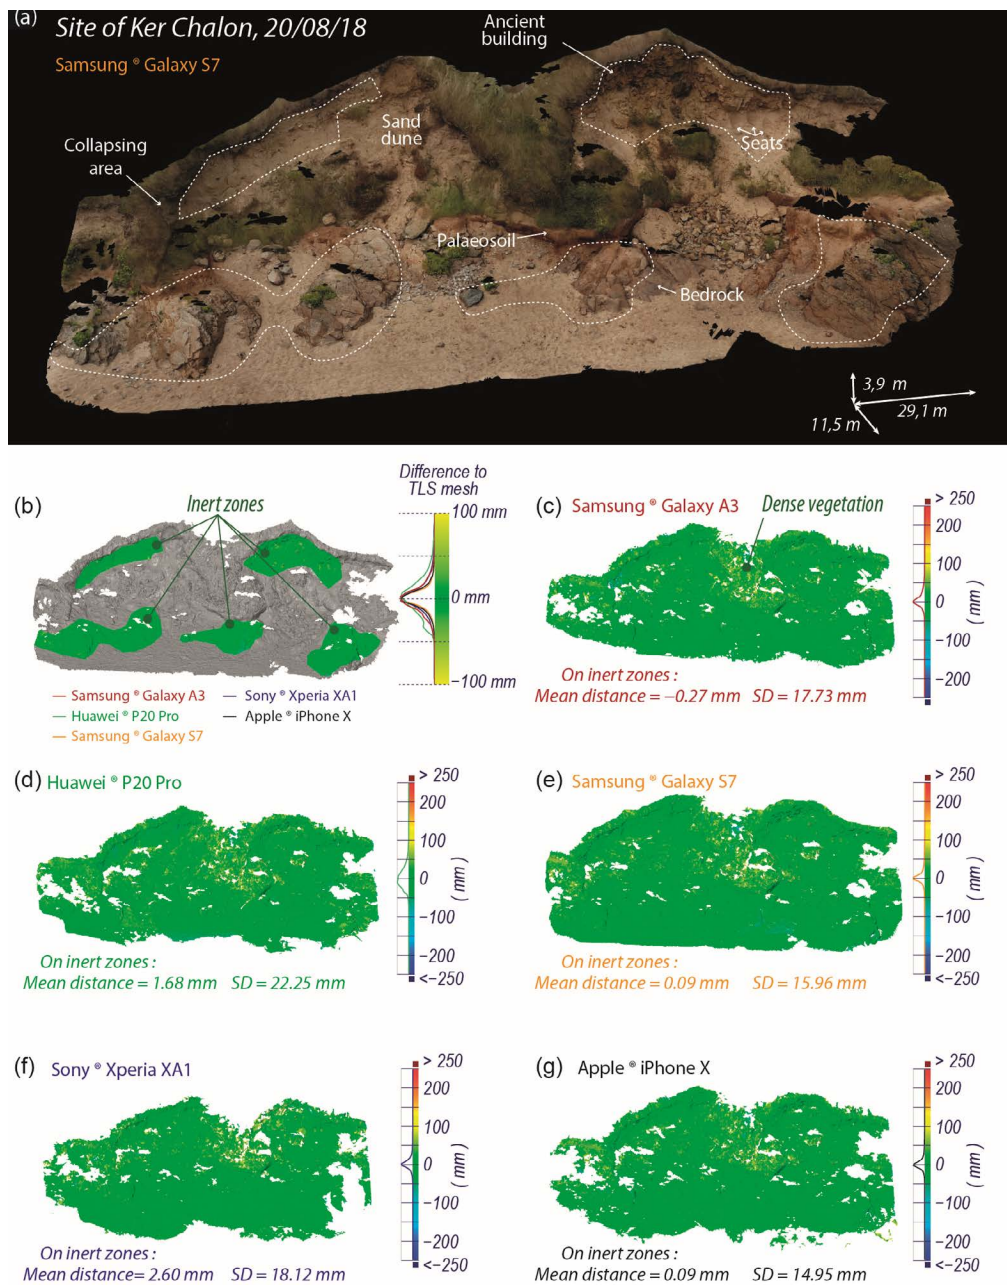 (a)
Site of Ker Chalon, 20/08/18
Samsung ® Galaxy S7
Ancient
building
Collapsing
area
Sand
dune
Seats
Palaeosoil
Bedrock
3,9 m
29,1 m
11,5 m
(b)
Inert zones
Difference to
TLS mesh
100 mm
0 mm
−100 mm
Samsung ® Galaxy A3
Huawei ® P20 Pro
Samsung ® Galaxy S7
Sony ® Xperia XA1
Apple ® iPhone X
(c)
Samsung ® Galaxy A3
Dense vegetation
> 250
200
100
0
−100
−200
(mm)
On inert zones :
Mean distance = −0.27 mm SD = 17.73 mm
(d)
Huawei ® P20 Pro
> 250
200
100
0
−100
−200
<−250
(mm)
On inert zones :
Mean distance = 1.68 mm SD = 22.25 mm
(e)
Samsung ® Galaxy S7
> 250
200
100
0
−100
−200
<−250
(mm)
On inert zones :
Mean distance = 0.09 mm SD = 15.96 mm
(f)
Sony ® Xperia XA1
> 250
200
100
0
−100
−200
<−250
(mm)
On inert zones :
Mean distance= 2.60 mm SD = 18.12 mm
(g)
Apple ® iPhone X
> 250
200
100
0
−100
−200
<−250
(mm)
On inert zones :
Mean distance = 0.09 mm SD = 14.95 mm